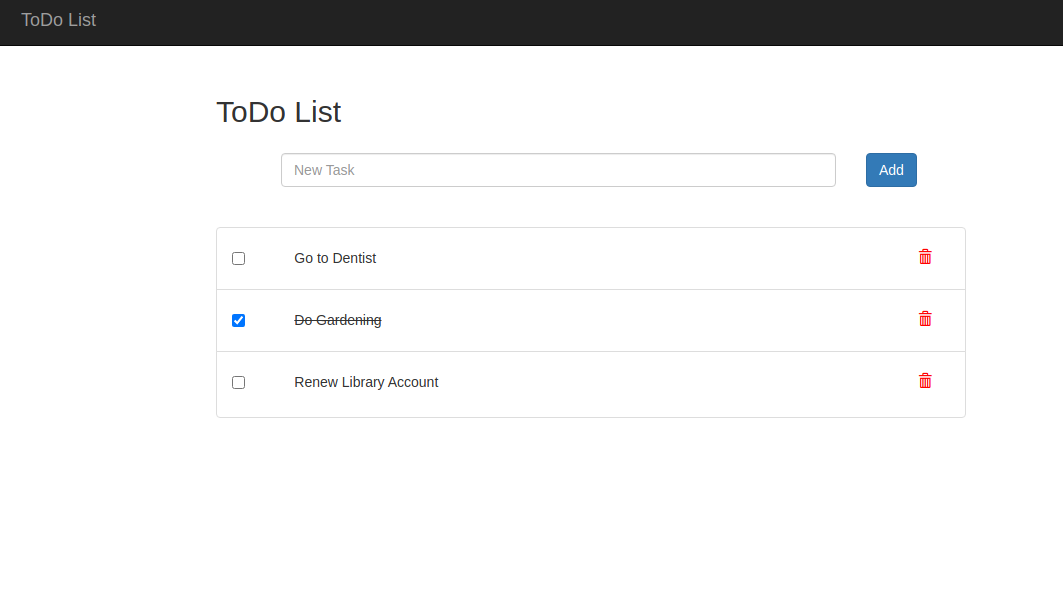 ToDo List
ToDo List
New Task
Add
Go to Dentist
Do Gardening
Renew Library Account